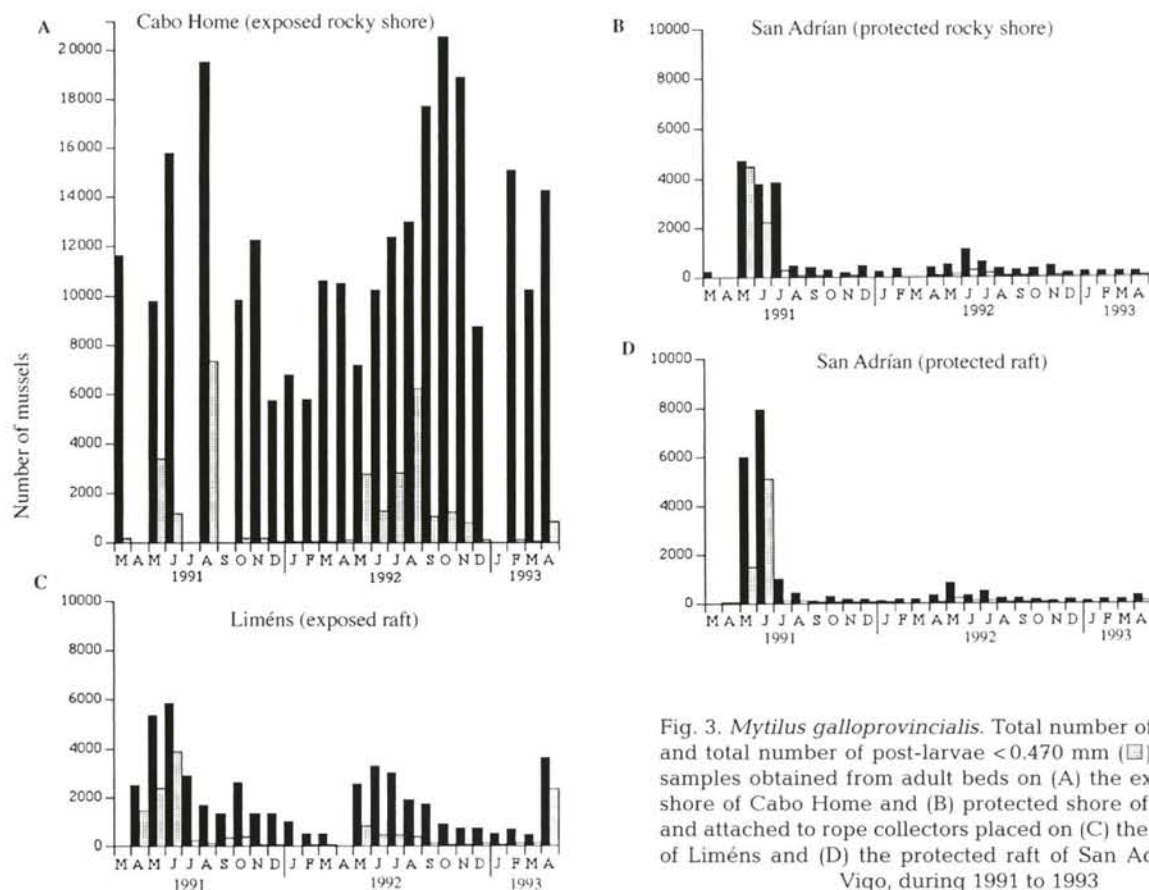 A
Cabo Home (exposed rocky shore)
20000
18000
16000
14000
12000
10000
8000
6000
4000
2000
0
Number of mussels
M A M J J A S O N D J F M A M J J A S O N D J F M A
1991 1992 1993
B
San Adrían (protected rocky shore)
10000
8000
6000
4000
2000
0
M A M J J A S O N D J F M A M J J A S O N D J F M A
1991 1992 1993
C
Liméns (exposed raft)
10000
8000
6000
4000
2000
0
M A M J J A S O N D J F M A M J J A S O N D J F M A
1991 1992 1993
D
San Adrían (protected raft)
10000
8000
6000
4000
2000
0
M A M J J A S O N D J F M A M J J A S O N D J F M A
1991 1992 1993
Fig. 3. Mytilus galloprovincialis. Total number of
and total number of post-larvae <0.470 mm (░)
samples obtained from adult beds on (A) the ex
shore of Cabo Home and (B) protected shore of
and attached to rope collectors placed on (C) the
of Liméns and (D) the protected raft of San Ad
Vigo, during 1991 to 1993